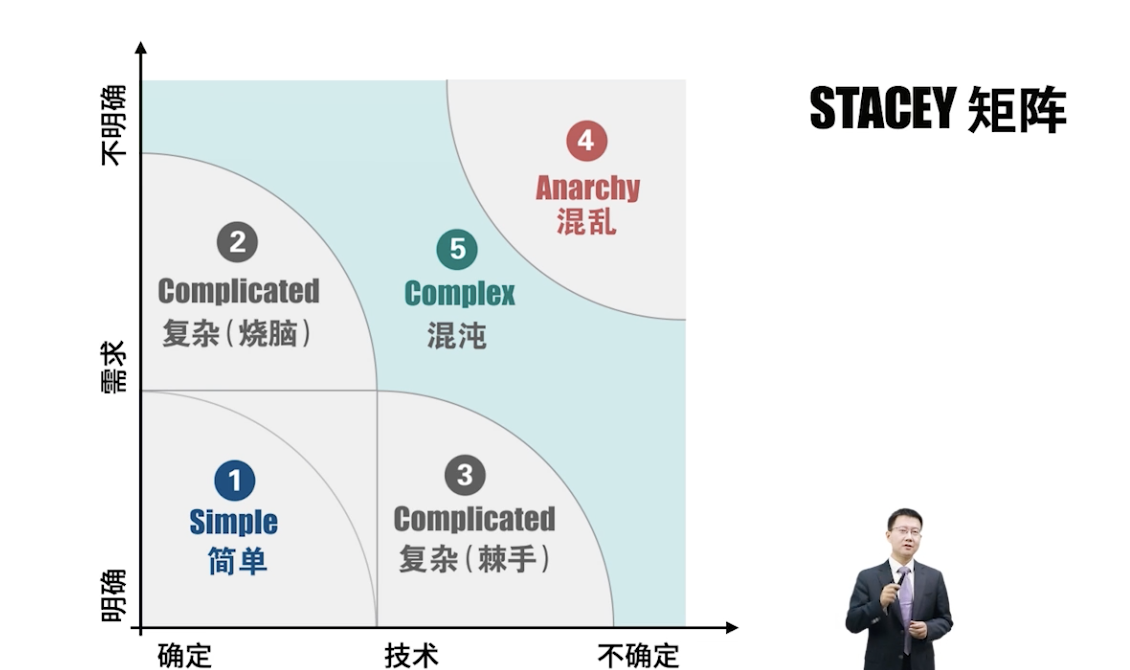 STACEY 矩阵
不明确
4
Anarchy
混乱
2
Complicated
复杂（烧脑）
5
Complex
混沌
需求
1
Simple
简单
3
Complicated
复杂（棘手）
明确
确定
技术
不确定